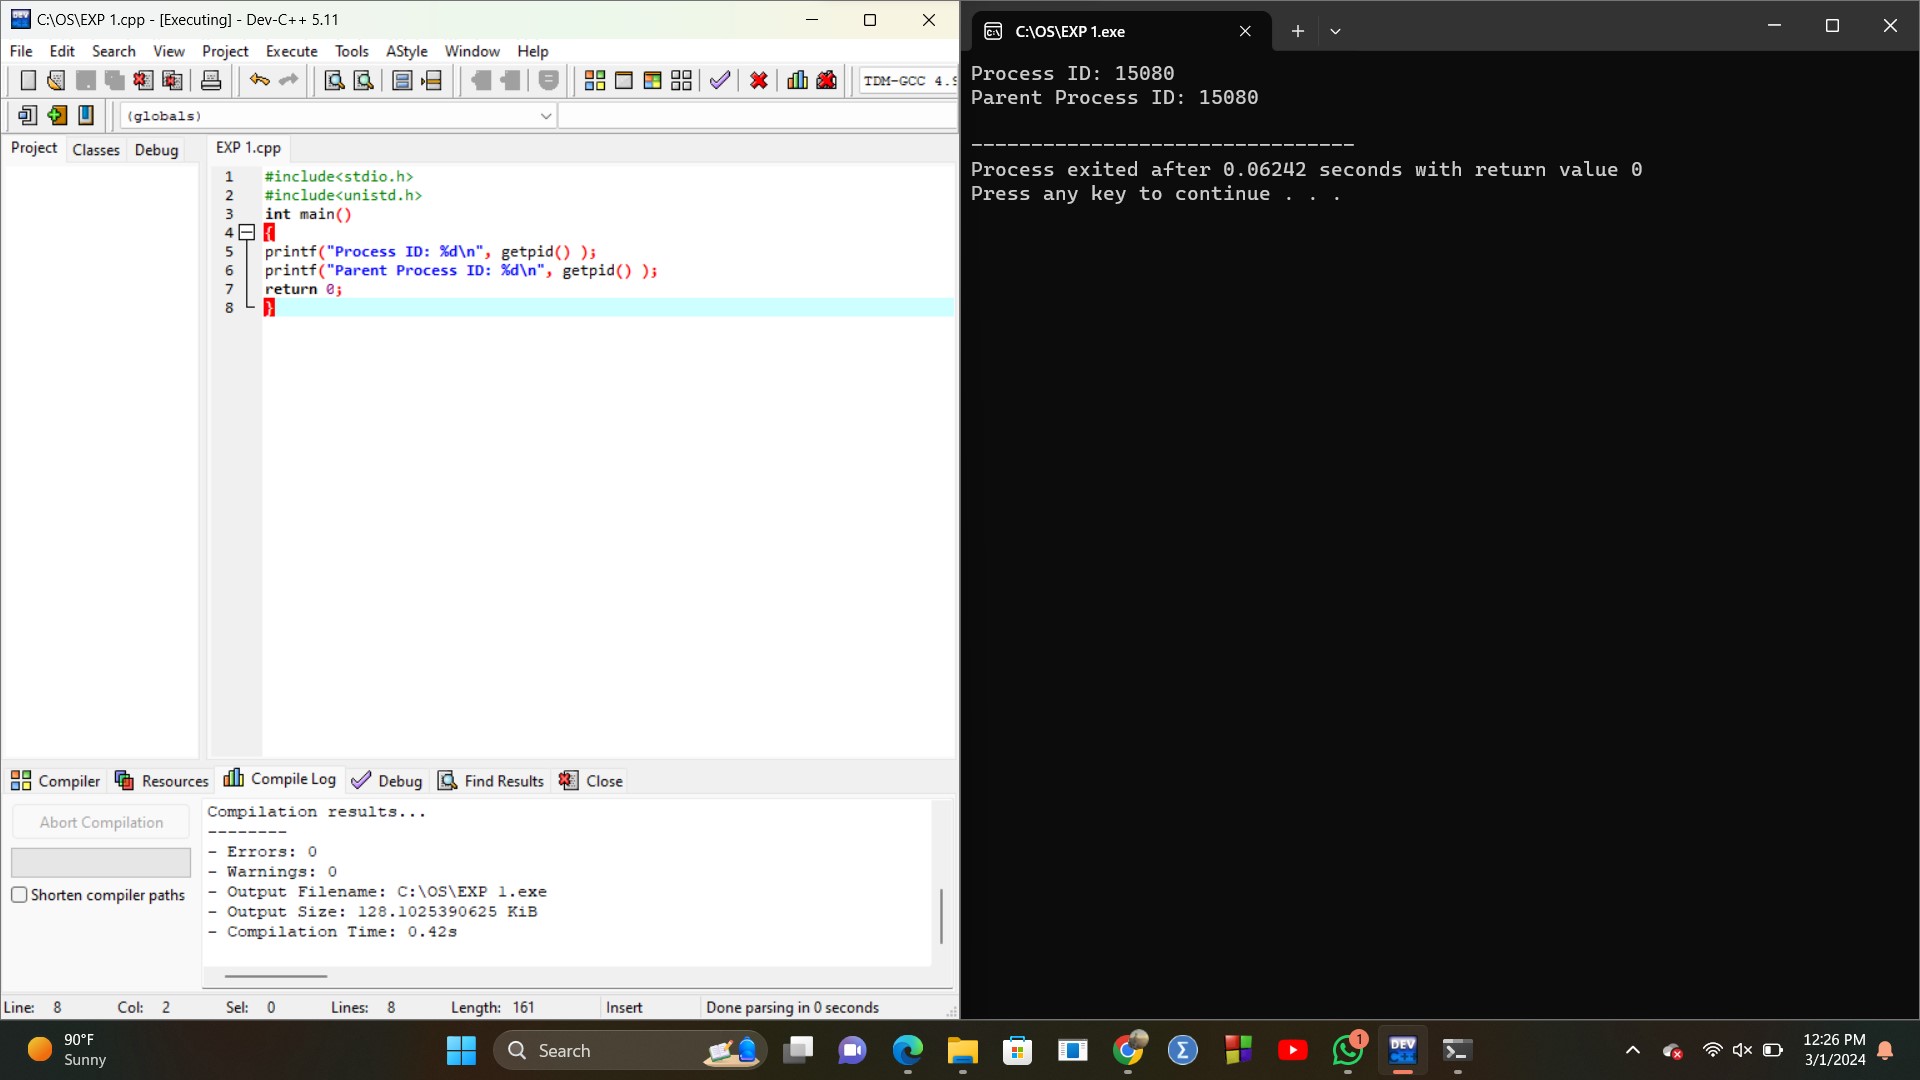 C:\OS\EXP 1.cpp - [Executing] - Dev-C++ 5.11
File Edit Search View Project Execute Tools AStyle Window Help
TDM-GCC 4.9
(globals)
Project Classes Debug
EXP 1.cpp
1 #include<stdio.h>
2 #include<unistd.h>
3 int main()
4 {
5 printf("Process ID: %d\n", getpid() );
6 printf("Parent Process ID: %d\n", getpid() );
7 return 0;
8 }
Compiler Resources Compile Log Debug Find Results Close
Abort Compilation
Shorten compiler paths
Compilation results...
--------
- Errors: 0
- Warnings: 0
- Output Filename: C:\OS\EXP 1.exe
- Output Size: 128.1025390625 KiB
- Compilation Time: 0.42s
Line: 8 Col: 2 Sel: 0 Lines: 8 Length: 161 Insert Done parsing in 0 seconds
C:\OS\EXP 1.exe
Process ID: 15080
Parent Process ID: 15080
--------------------------------
Process exited after 0.06242 seconds with return value 0
Press any key to continue . . .
90°F
Sunny
Search
1
DEV
C++
12:26 PM
3/1/2024